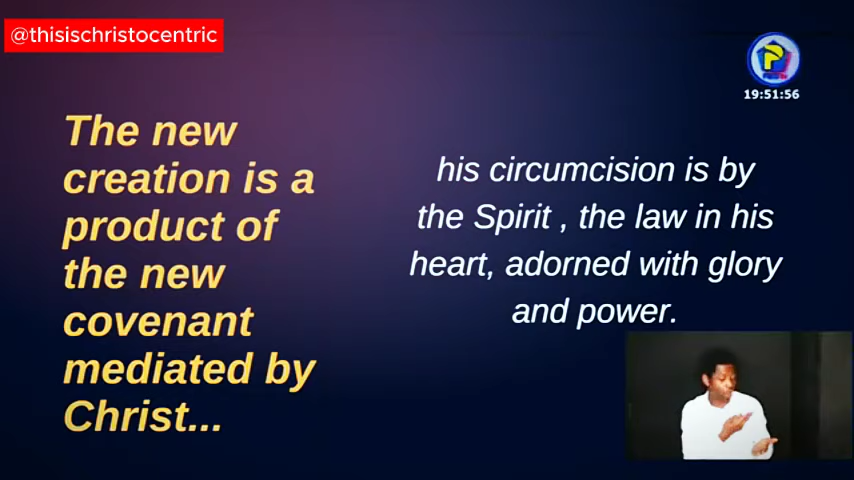 @thisischristocentric
19:51:56
The new
creation is a
product of
the new
covenant
mediated by
Christ...
his circumcision is by
the Spirit , the law in his
heart, adorned with glory
and power.